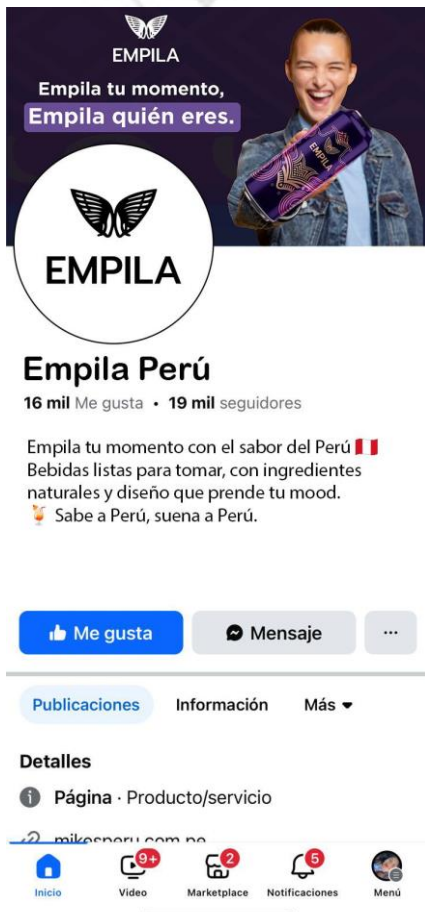 EMPILA
Empila tu momento,
Empila quién eres.
EMPILA
EMPILA
Empila Perú
16 mil Me gusta • 19 mil seguidores
Empila tu momento con el sabor del Perú 🇵🇪
Bebidas listas para tomar, con ingredientes
naturales y diseño que prende tu mood.
🍹 Sabe a Perú, suena a Perú.
Me gusta
Mensaje
...
Publicaciones
Información
Más
Detalles
Página · Producto/servicio
mikosperu.com.pe
9+
2
5
Inicio
Video
Marketplace
Notificaciones
Menú